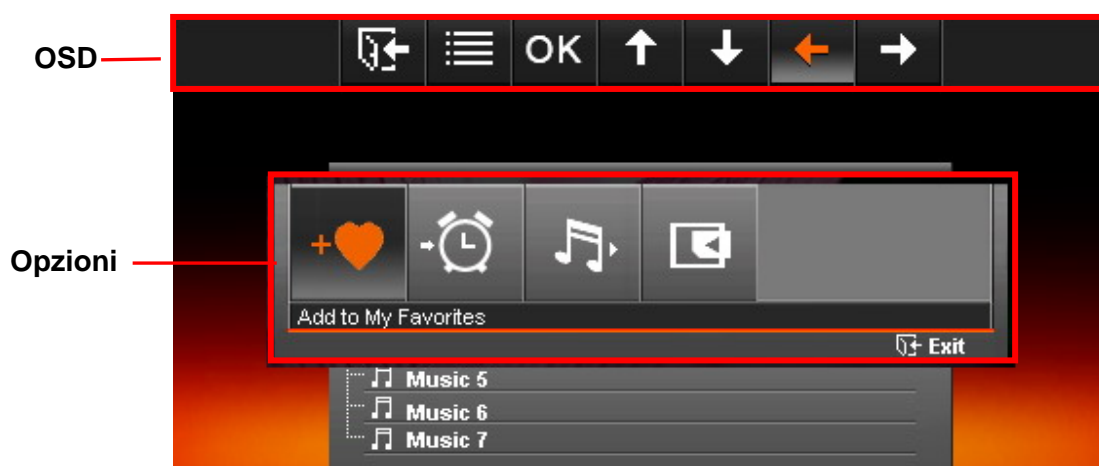 OSD
OK
Opzioni
Add to My Favorites
Exit
Music 5
Music 6
Music 7